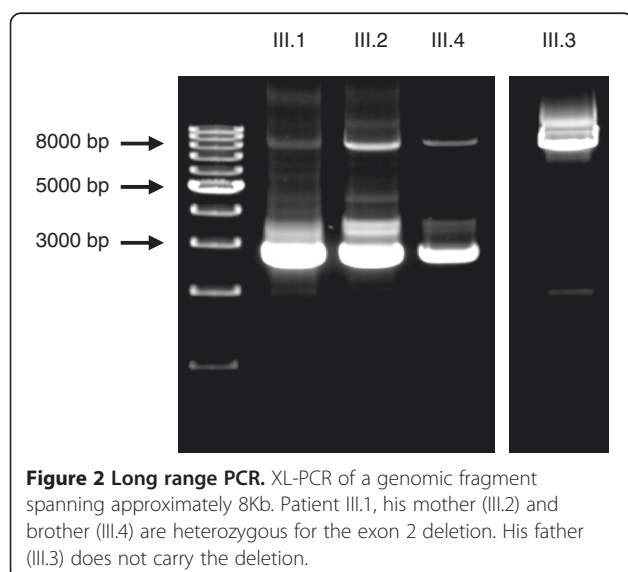 III.1 III.2 III.4 III.3
8000 bp
5000 bp
3000 bp
Figure 2 Long range PCR. XL-PCR of a genomic fragment
spanning approximately 8Kb. Patient III.1, his mother (III.2) and
brother (III.4) are heterozygous for the exon 2 deletion. His father
(III.3) does not carry the deletion.